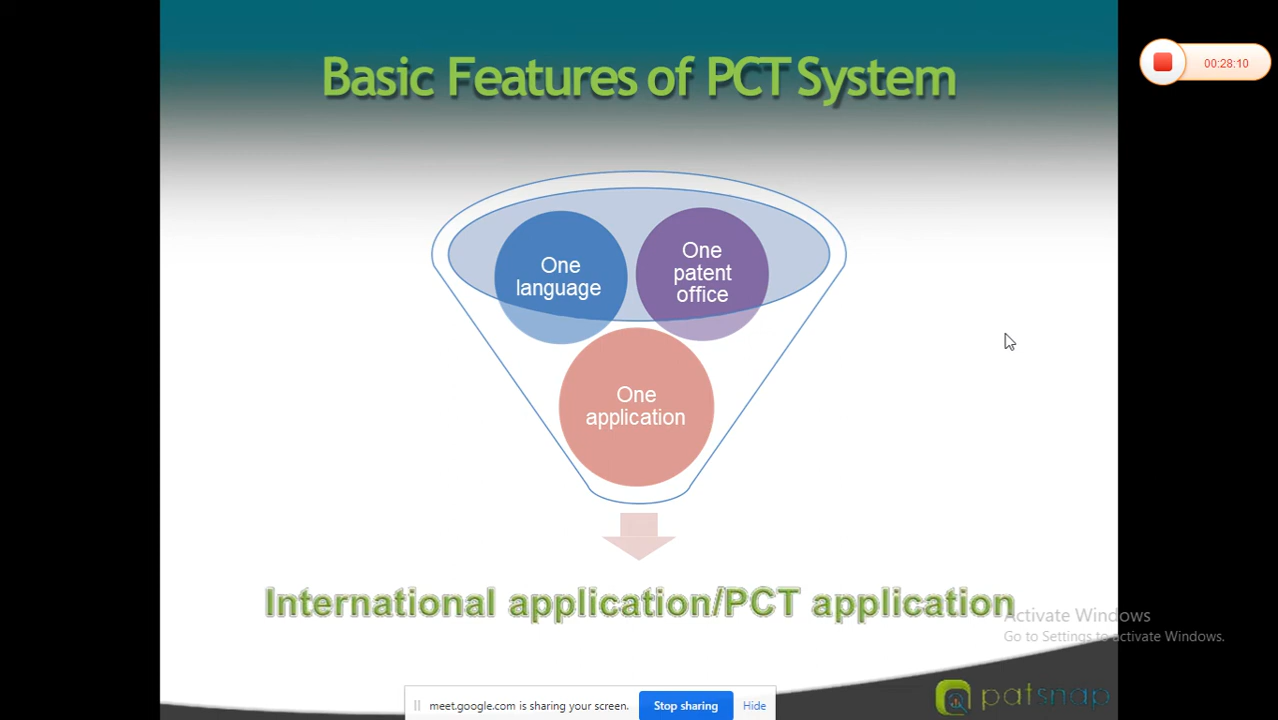 Basic Features of PCT System
00:28:10
One
language
One
patent
office
One
application
International application/PCT application
Activate Windows
Go to Settings to activate Windows.
meet.google.com is sharing your screen.
Stop sharing
Hide
patsnap